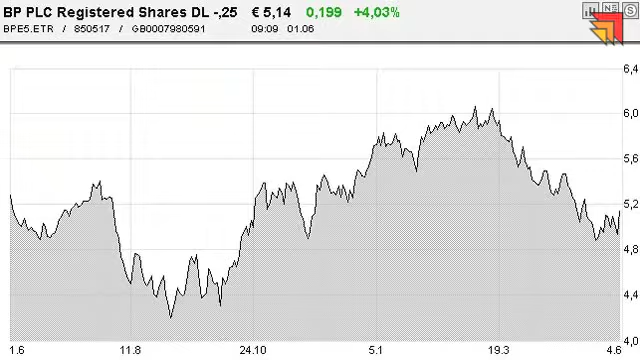 BP PLC Registered Shares DL -,25 € 5,14 0,199 +4,03%
BPE5.ETR / 850517 / GB0007980591 09:09 01.06
6,4
6,0
5,6
5,2
4,8
4,4
4,0
1.6 11.8 24.10 5.1 19.3 4.6